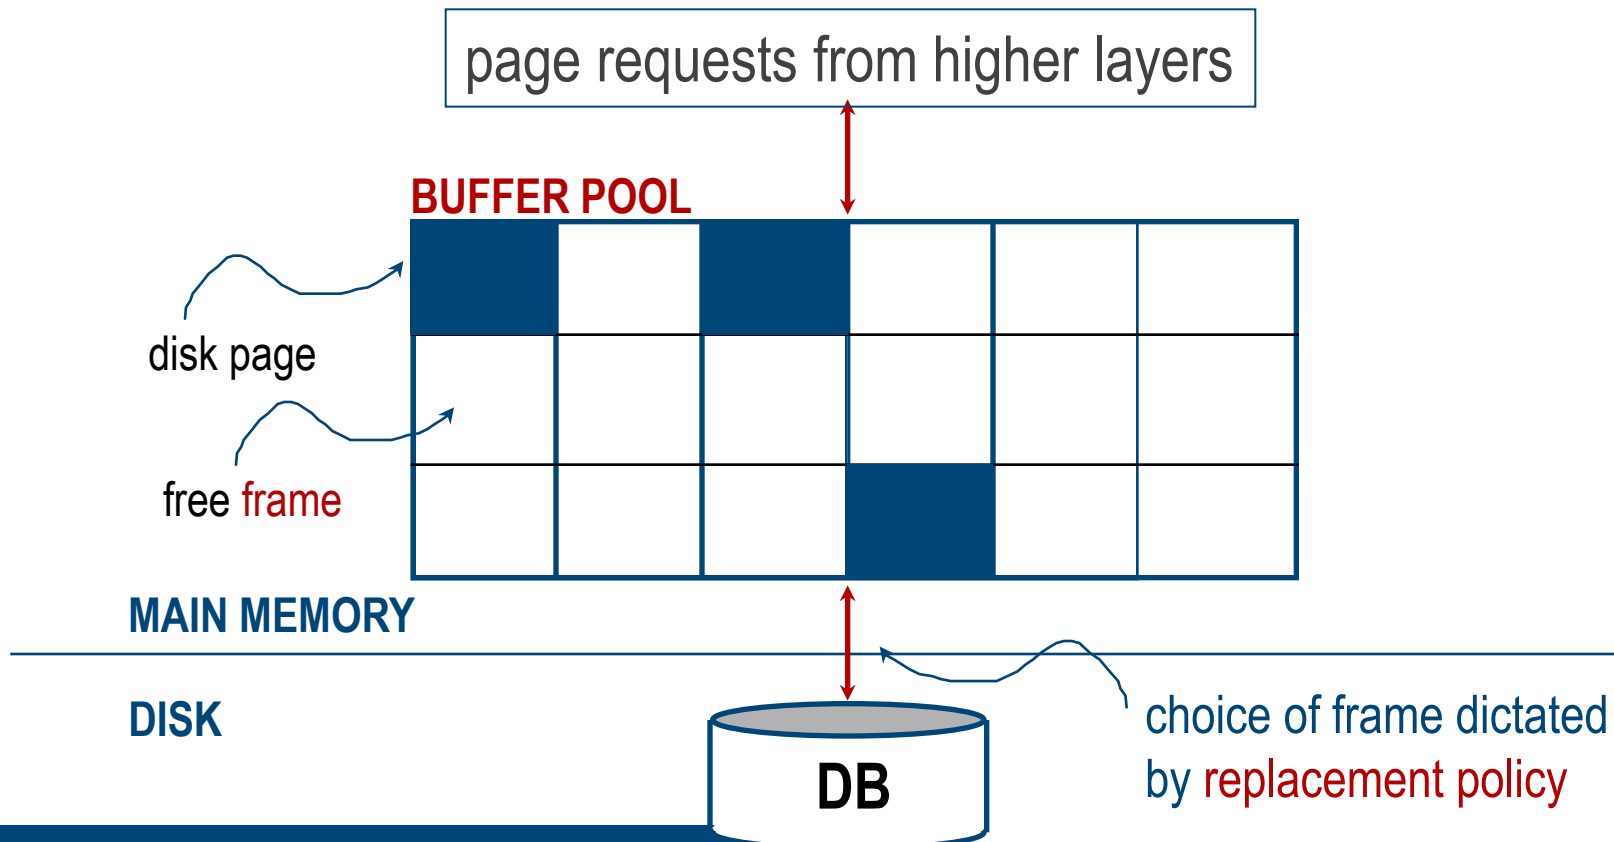 page requests from higher layers
BUFFER POOL
disk page
free frame
MAIN MEMORY
DISK
choice of frame dictated
by replacement policy
DB